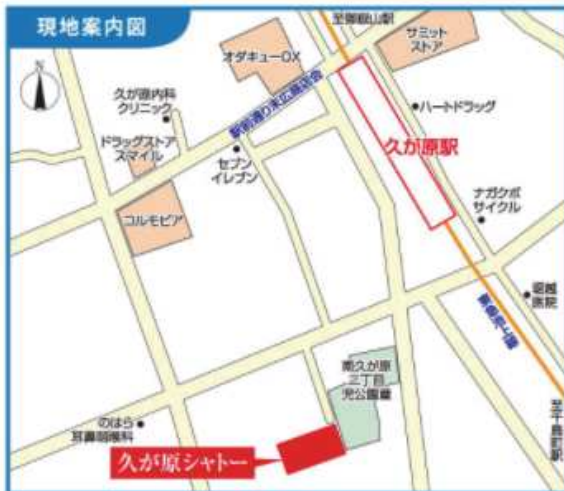 現地案内図
至御嶽山駅
サミット
ストア
オダキューOX
N
久が原内科
クリニック
駅前通り末広商店会
ハートドラッグ
ドラッグストア
スマイル
久が原駅
セブン
イレブン
コルモピア
ナガクボ
サイクル
堀越
医院
東急池上線
南久が原
二丁目
児童公園
のはら
耳鼻咽喉科
至千鳥町駅
久が原シャトー